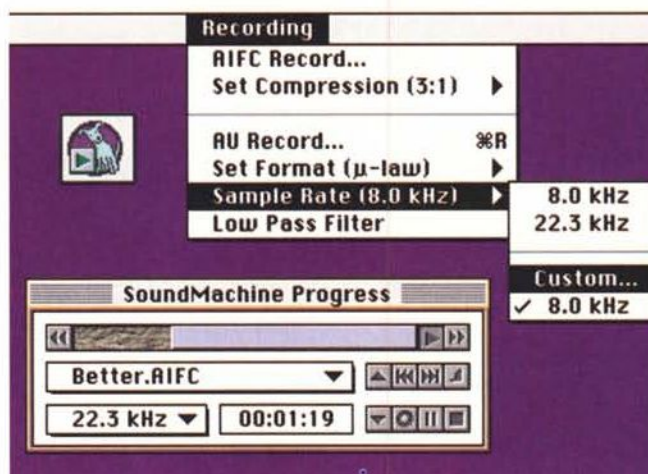 Recording
AIFC Record...
Set Compression (3:1)
AU Record... ⌘R
Set Format (µ-law)
Sample Rate (8.0 kHz)
Low Pass Filter
8.0 kHz
22.3 kHz
Custom...
✓ 8.0 kHz
SoundMachine Progress
Better.AIFC
22.3 kHz
00:01:19